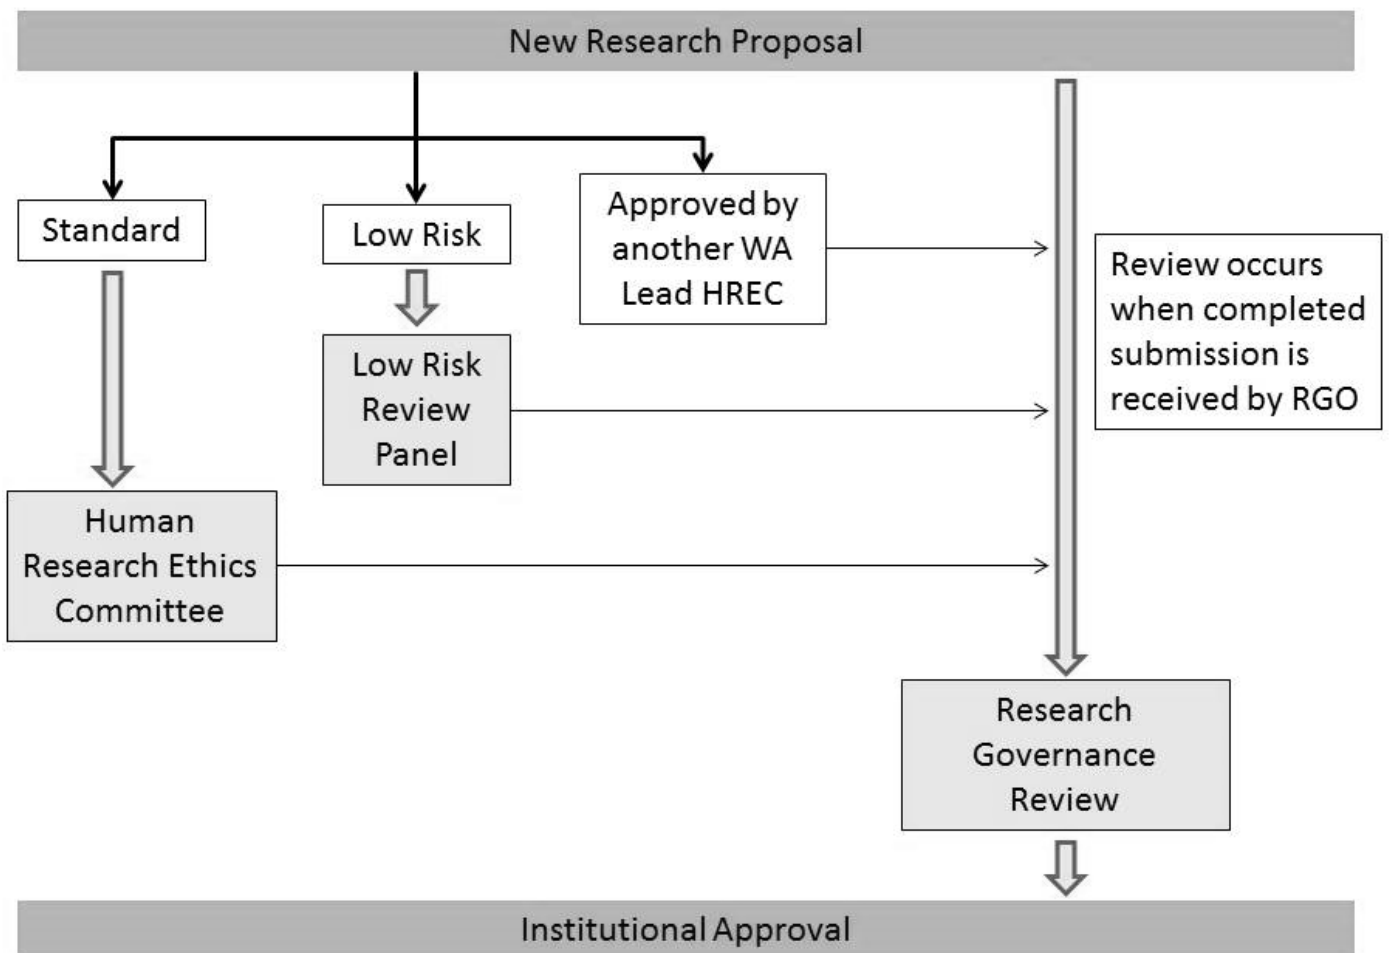 New Research Proposal
Standard
Low Risk
Approved by
another WA
Lead HREC
Review occurs
when completed
submission is
received by RGO
Low Risk
Review
Panel
Human
Research Ethics
Committee
Research
Governance
Review
Institutional Approval